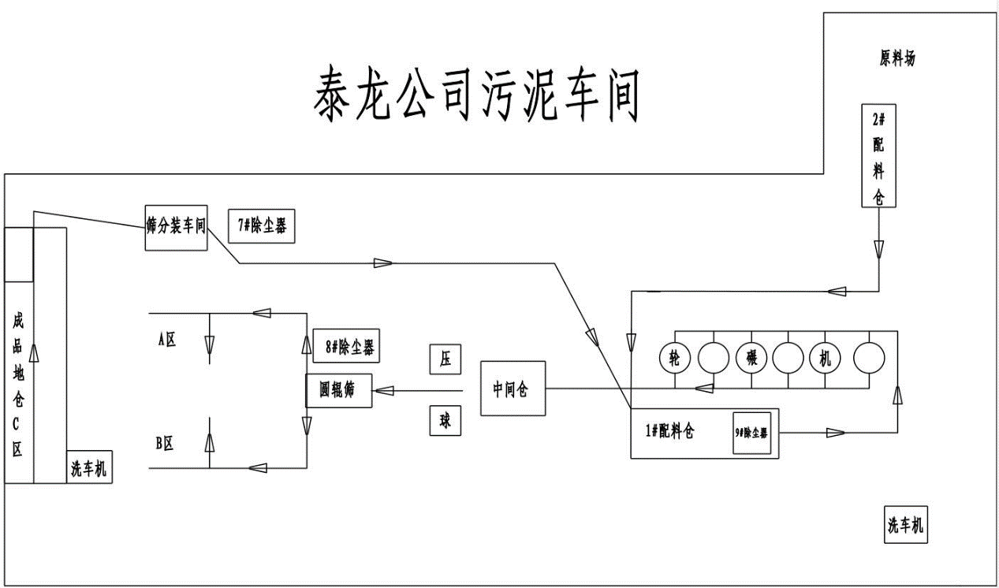 泰龙公司污泥车间
原料场
2#配料仓
筛分装车间
7#除尘器
成品地仓C区
A区
8#除尘器
圆辊筛
压
球
中间仓
轮
碾
机
1#配料仓
9#除尘器
B区
洗车机
洗车机